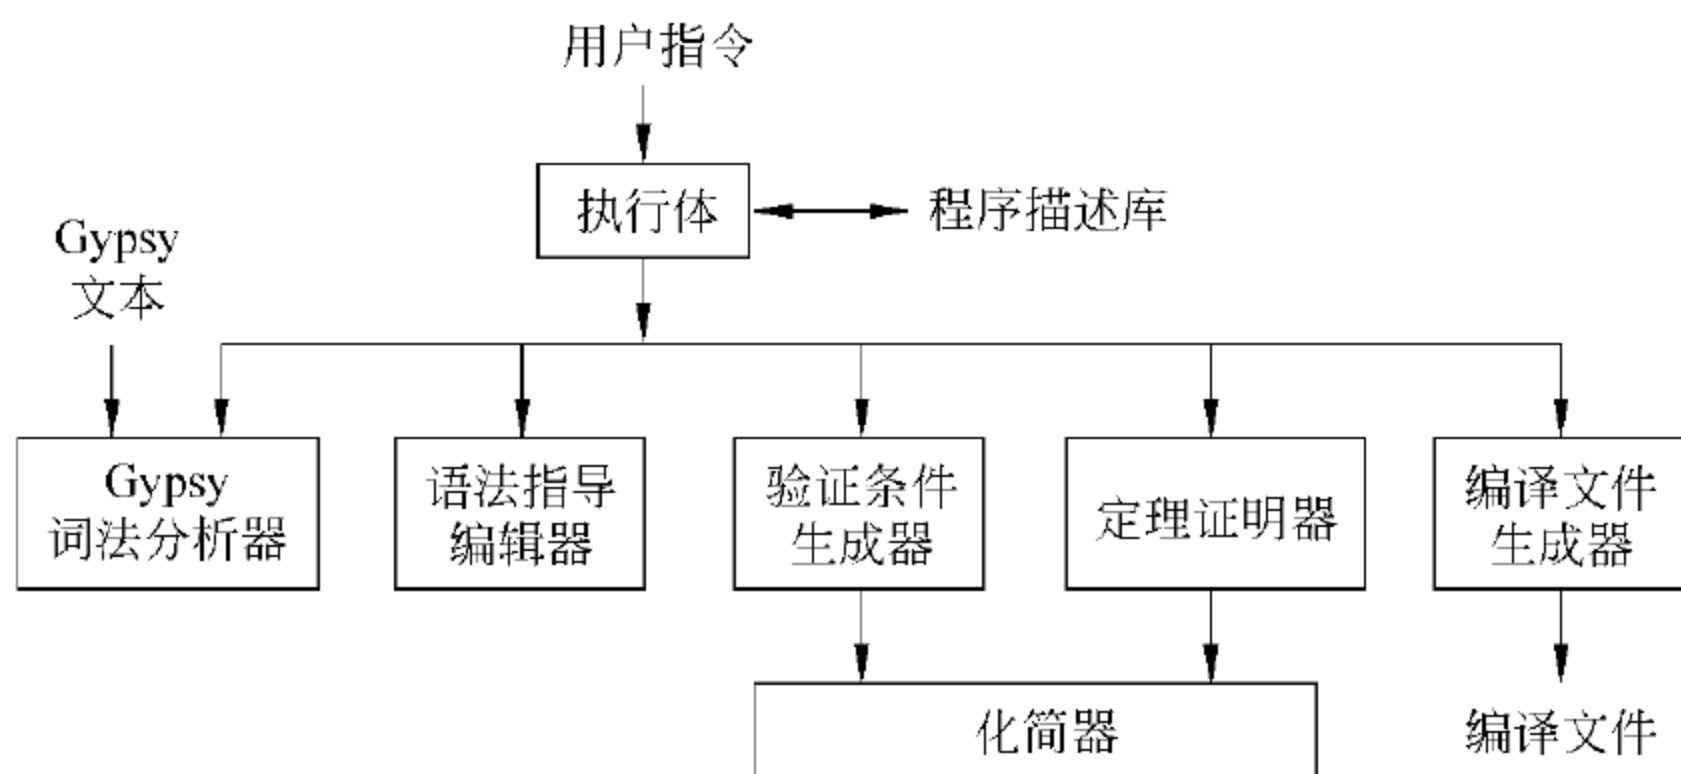 用户指令
执行体
程序描述库
Gypsy
文本
Gypsy
词法分析器
语法指导
编辑器
验证条件
生成器
定理证明器
编译文件
生成器
化简器
编译文件